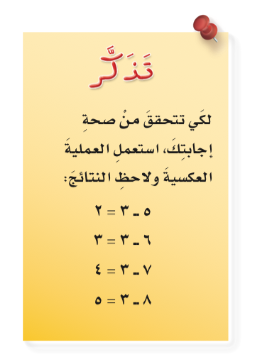 تَذَكَّر
لكَي تتحققَ منْ صحةِ
إجابتِكَ، استعملِ العمليةَ
العكسيةَ ولاحظِ النتائجَ:
٥ - ٣ = ٢
٦ - ٣ = ٣
٧ - ٣ = ٤
٨ - ٣ = ٥